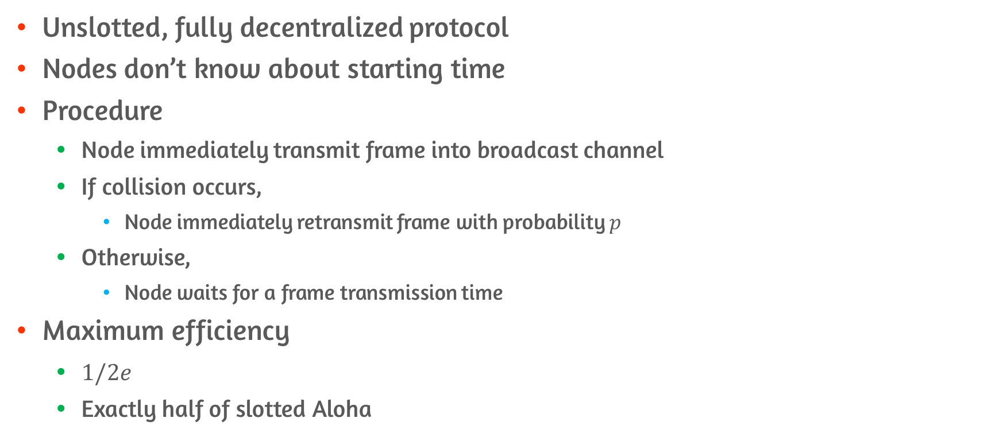 • Unslotted, fully decentralized protocol
• Nodes don’t know about starting time
• Procedure
• Node immediately transmit frame into broadcast channel
• If collision occurs,
• Node immediately retransmit frame with probability p
• Otherwise,
• Node waits for a frame transmission time
• Maximum efficiency
• 1/2e
• Exactly half of slotted Aloha